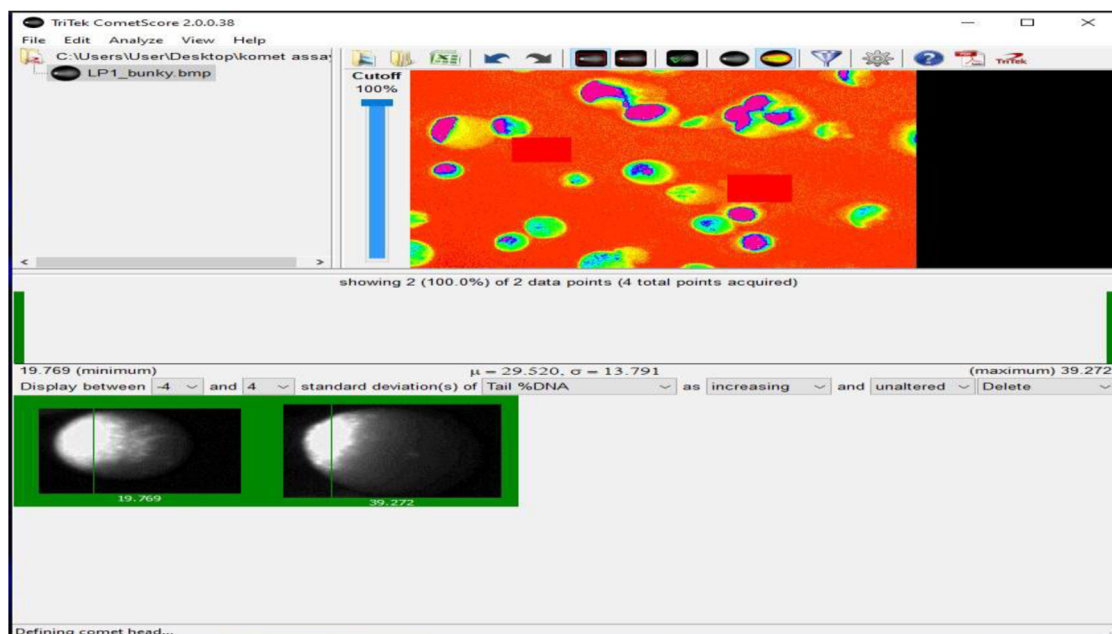 TriTek CometScore 2.0.0.38
File Edit Analyze View Help
C:\Users\User\Desktop\komet assa
LP1_bunky.bmp
Cutoff
100%
PDF
TriTek
showing 2 (100.0%) of 2 data points (4 total points acquired)
19.769 (minimum) μ = 29.520, σ = 13.791 (maximum) 39.272
Display between -4 and 4 standard deviation(s) of Tail %DNA as increasing and unaltered Delete
19.769
39.272
Defining comet head...